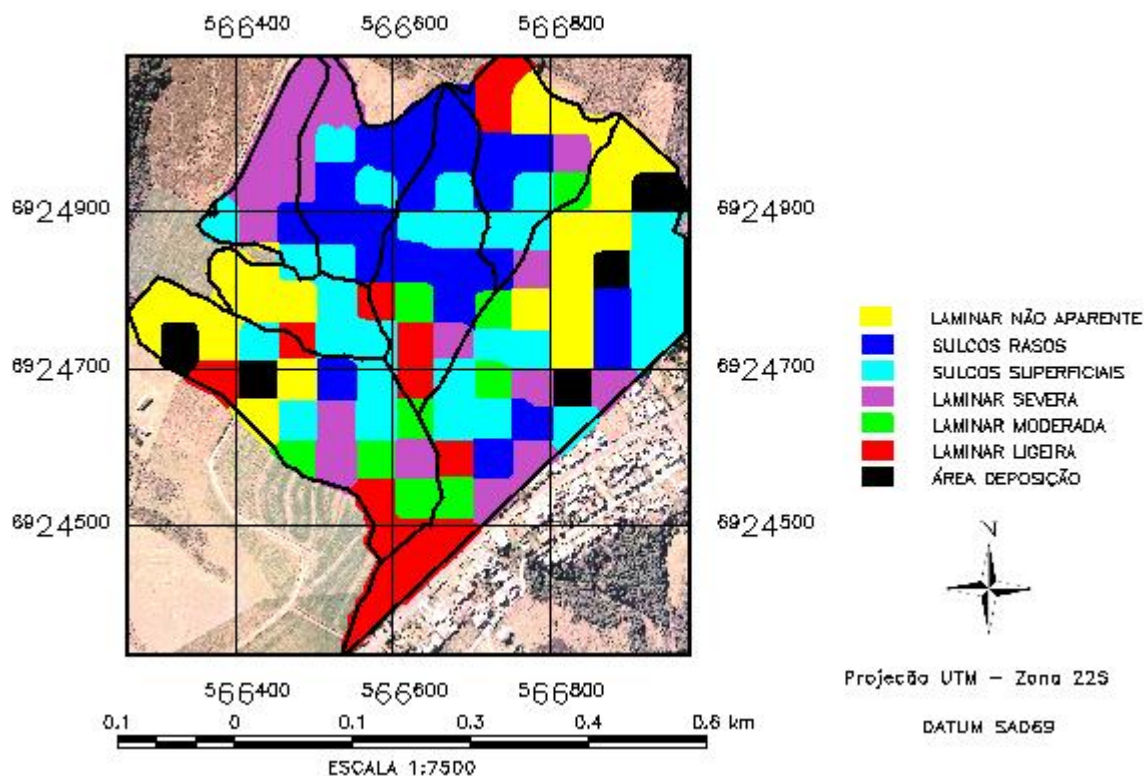 566400 566600 566800
6924900 6924900
LAMINAR NÃO APARENTE
SULCOS RASOS
6924700 6924700
SULCOS SUPERFICIAIS
LAMINAR SEVERA
LAMINAR MODERADA
LAMINAR LIGEIRA
ÁREA DEPOSIÇÃO
6924500 6924500
N
566400 566600 566800
Projecão UTM - Zona 22S
0.1 0 0.1 0.3 0.4 0.6 km
DATUM SAD69
ESCALA 1:7500